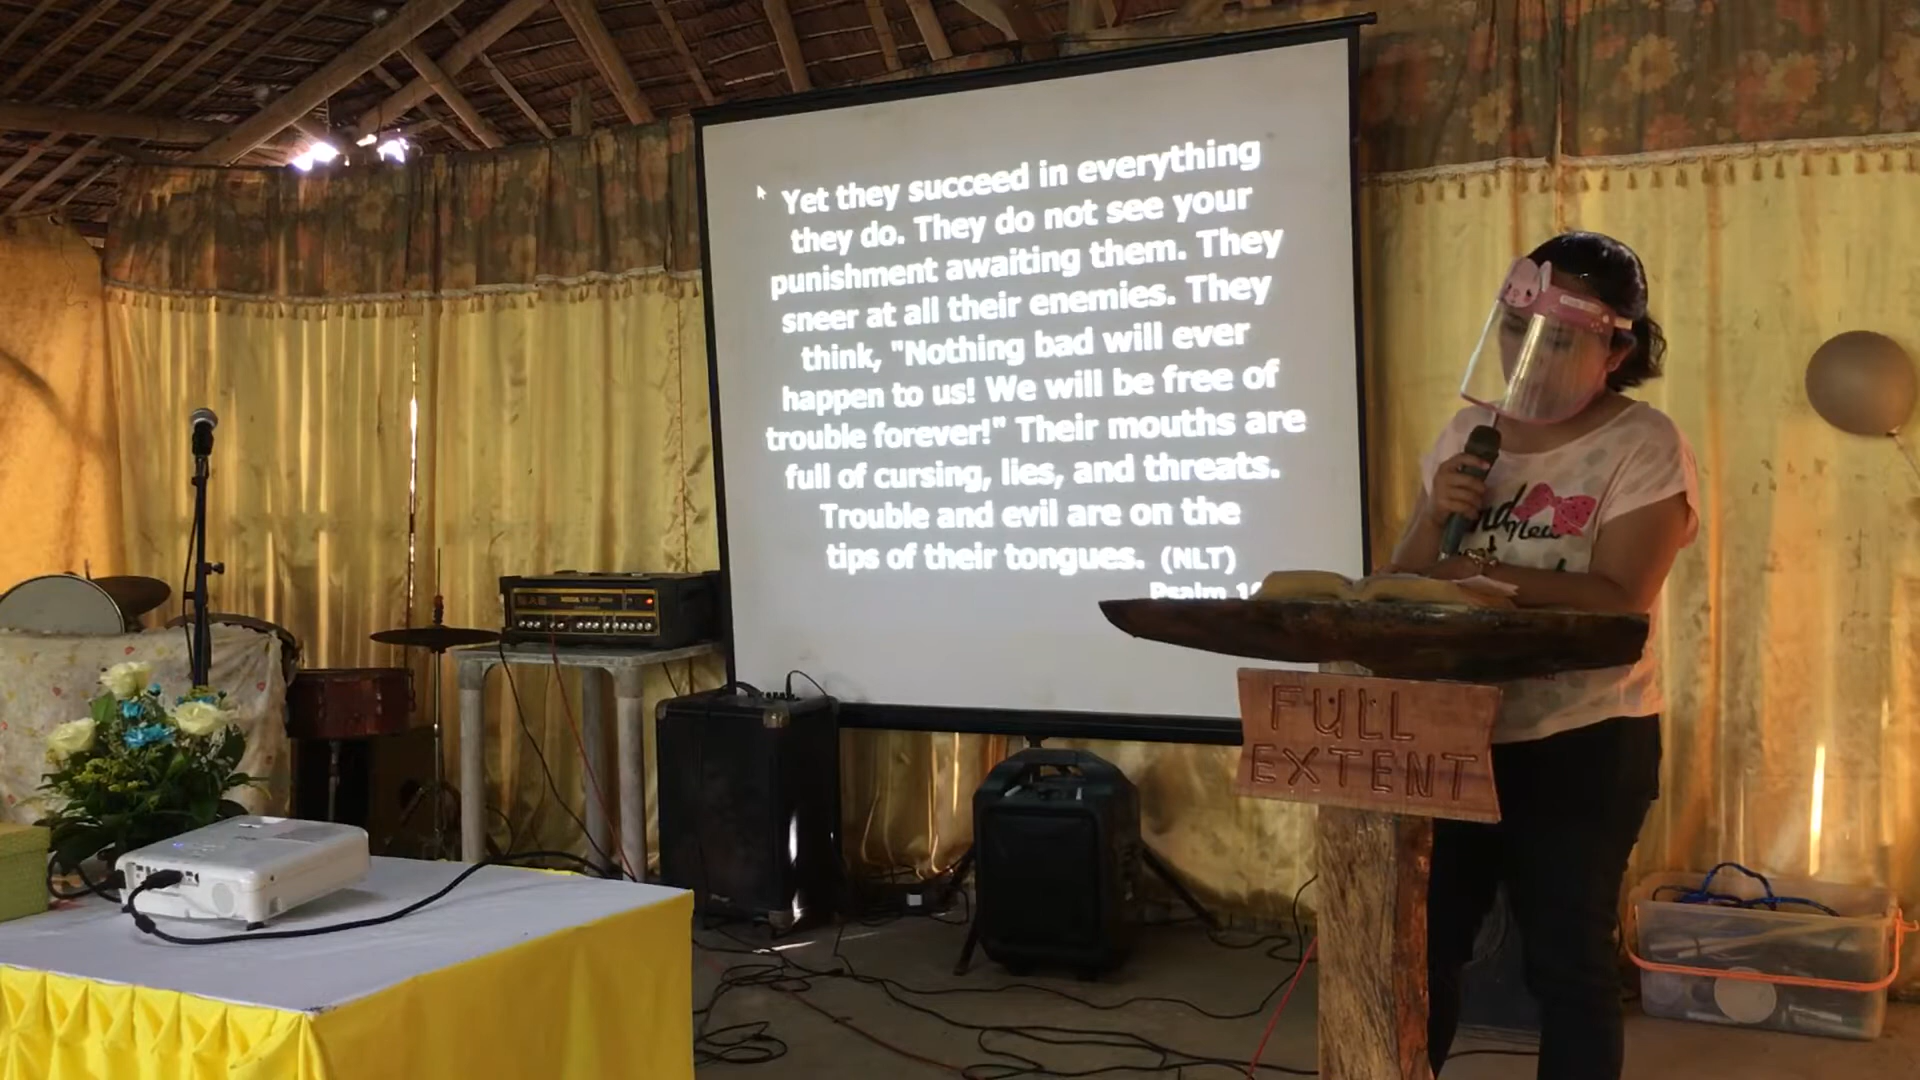 Yet they succeed in everything
they do. They do not see your
punishment awaiting them. They
sneer at all their enemies. They
think, "Nothing bad will ever
happen to us! We will be free of
trouble forever!" Their mouths are
full of cursing, lies, and threats.
Trouble and evil are on the
tips of their tongues. (NLT)
Psalm
FULL
EXTENT
New